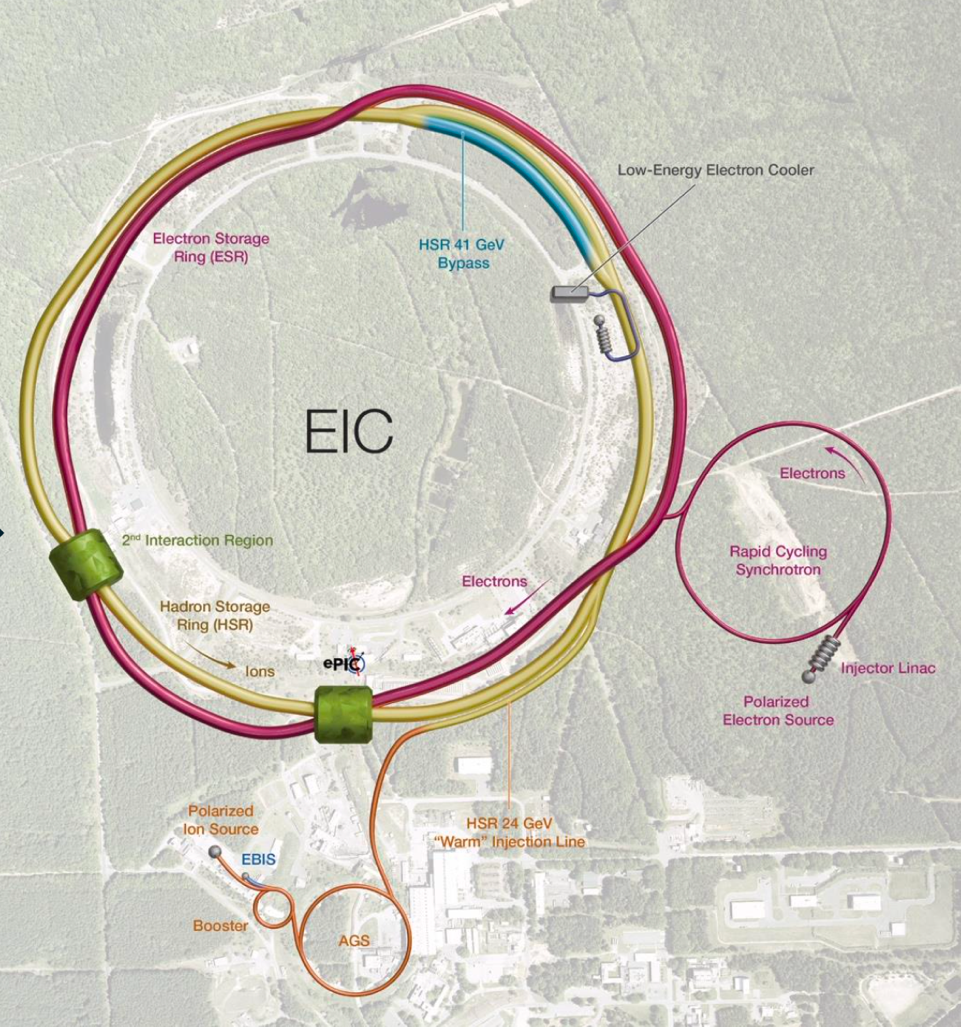 Low-Energy Electron Cooler
Electron Storage
Ring (ESR)
HSR 41 GeV
Bypass
EIC
Electrons
Rapid Cycling
Synchrotron
2nd Interaction Region
Electrons
Hadron Storage
Ring (HSR)
Ions
ePIC
Injector Linac
Polarized
Electron Source
Polarized
Ion Source
HSR 24 GeV
“Warm” Injection Line
EBIS
Booster
AGS